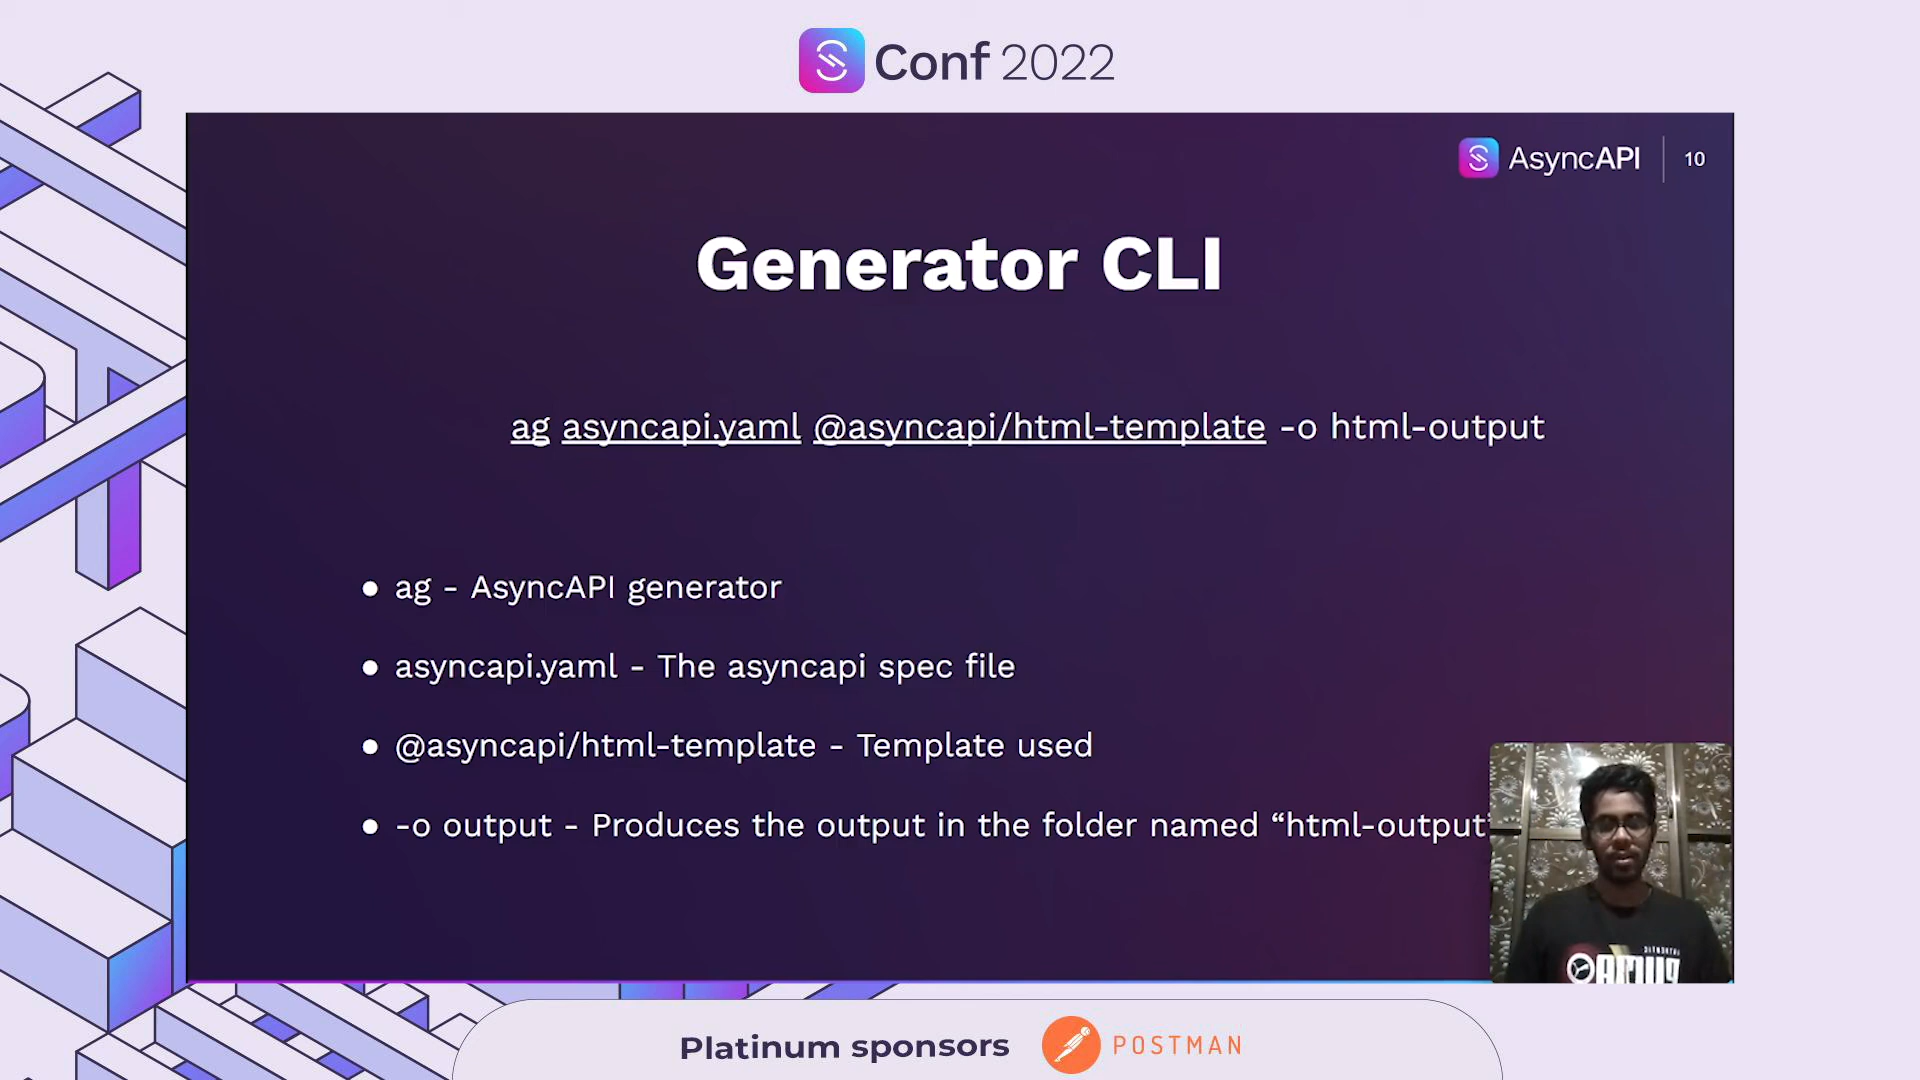 Conf 2022
AsyncAPI 10
Generator CLI
ag asyncapi.yaml @asyncapi/html-template -o html-output
● ag - AsyncAPI generator
● asyncapi.yaml - The asyncapi spec file
● @asyncapi/html-template - Template used
● -o output - Produces the output in the folder named “html-output”
Platinum sponsors POSTMAN